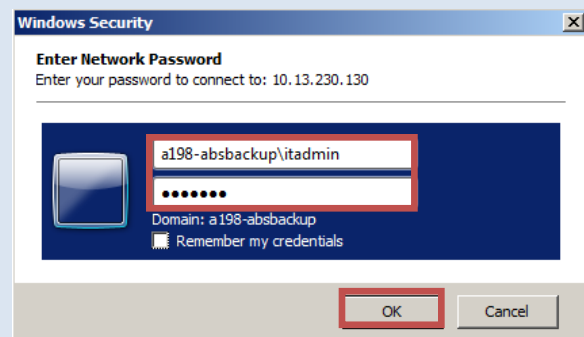 Windows Security
Enter Network Password
Enter your password to connect to: 10.13.230.130
a198-absbackup\itadmin
•••••••
Domain: a198-absbackup
Remember my credentials
OK
Cancel